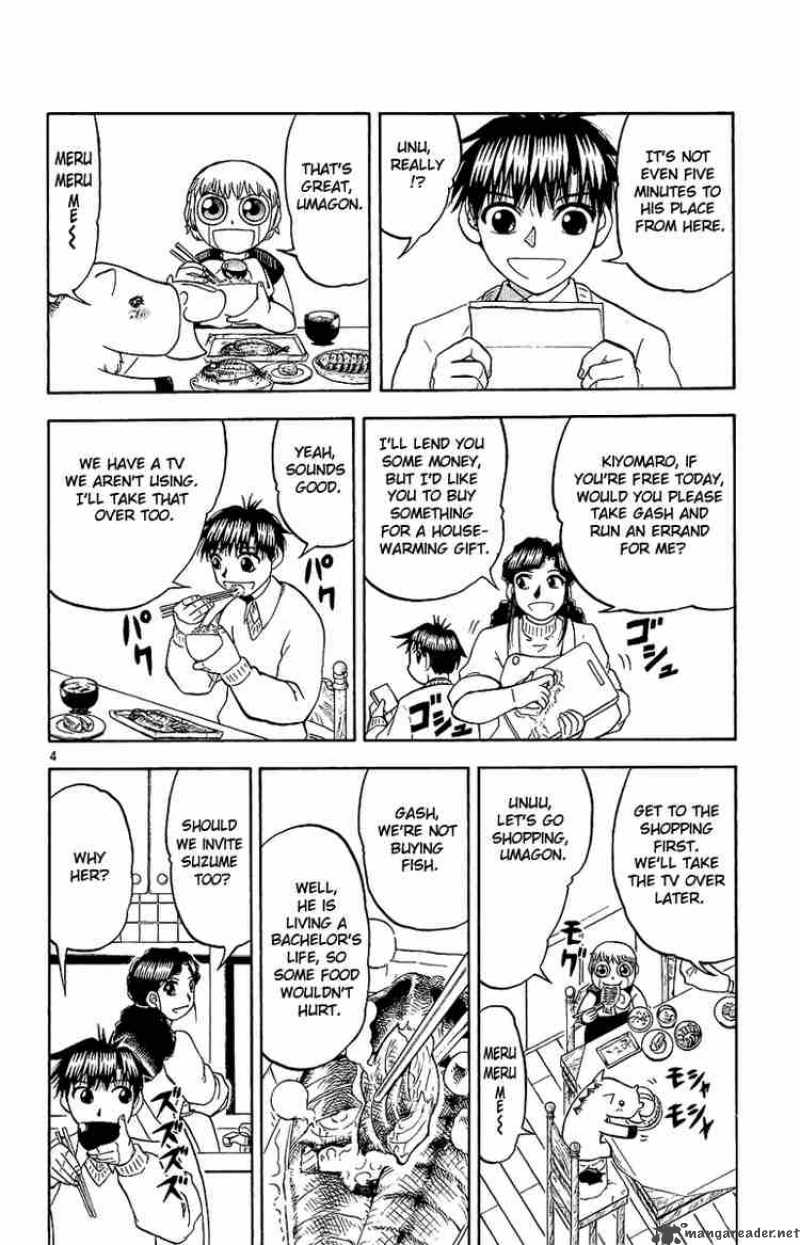 IT'S NOT
EVEN FIVE
MINUTES TO
HIS PLACE
FROM HERE.
UNU,
REALLY
!?
THAT'S
GREAT,
UMAGON.
MERU
MERU
ME~
KIYOMARO, IF
YOU'RE FREE TODAY,
WOULD YOU PLEASE
TAKE GASH AND
RUN AN ERRAND
FOR ME?
I'LL LEND YOU
SOME MONEY,
BUT I'D LIKE
YOU TO BUY
SOMETHING
FOR A HOUSE-
WARMING GIFT.
ゴシュ
ゴシュ
YEAH,
SOUNDS
GOOD.
WE HAVE A TV
WE AREN'T USING.
I'LL TAKE THAT
OVER TOO.
パク
パク
4
GET TO THE
SHOPPING
FIRST.
WE'LL TAKE
THE TV OVER
LATER.
UNUU,
LET'S GO
SHOPPING,
UMAGON.
モグ
MERU
MERU
ME~
モシャ
モシャ
GASH,
WE'RE NOT
BUYING
FISH.
WELL,
HE IS
LIVING A
BACHELOR'S
LIFE, SO
SOME FOOD
WOULDN'T
HURT.
SHOULD
WE INVITE
SUZUME
TOO?
WHY
HER?
ズズズズ
mangareader.net